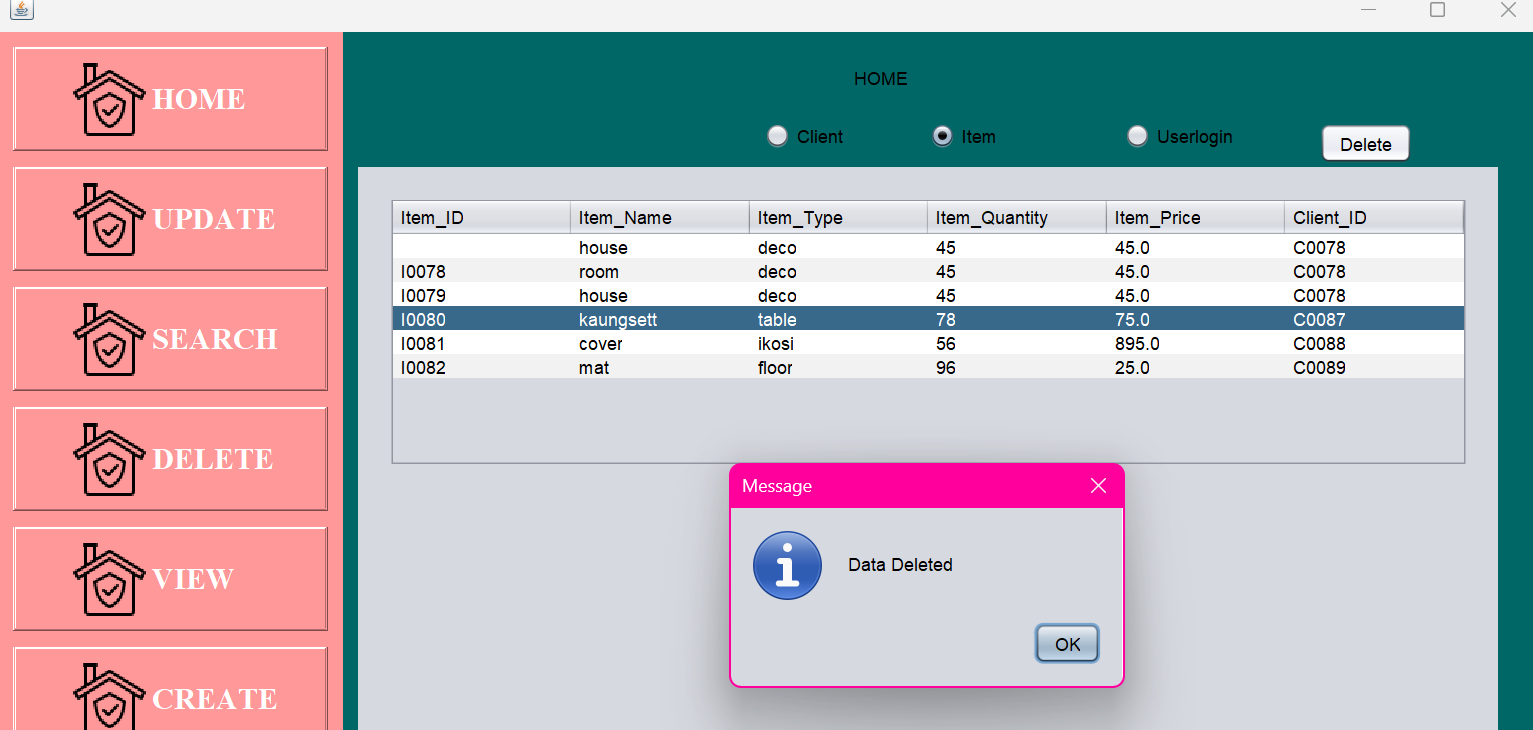 HOME
UPDATE
SEARCH
DELETE
VIEW
CREATE
HOME
Client Item Userlogin Delete
Item_ID Item_Name Item_Type Item_Quantity Item_Price Client_ID
house deco 45 45.0 C0078
I0078 room deco 45 45.0 C0078
I0079 house deco 45 45.0 C0078
I0080 kaungsett table 78 75.0 C0087
I0081 cover ikosi 56 895.0 C0088
I0082 mat floor 96 25.0 C0089
Message
Data Deleted
OK